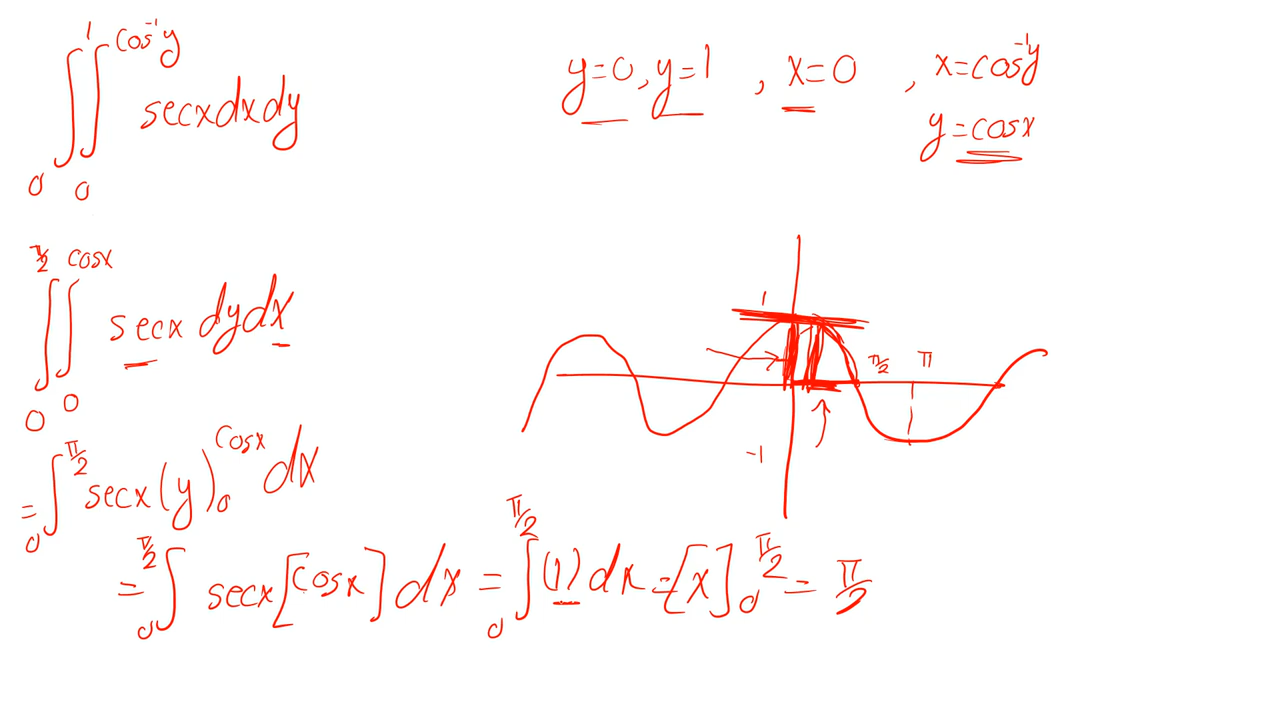 ∫₀¹ ∫₀^(cos⁻¹y) secx dx dy
y=0, y=1, x=0, x=cos⁻¹y
y=cosx
∫₀^(π/2) ∫₀^(cosx) secx dy dx
1
π/2 π
-1
= ∫₀^(π/2) secx (y)₀^(cosx) dx
= ∫₀^(π/2) secx [cosx] dx = ∫₀^(π/2) (1) dx = [x]₀^(π/2) = π/2